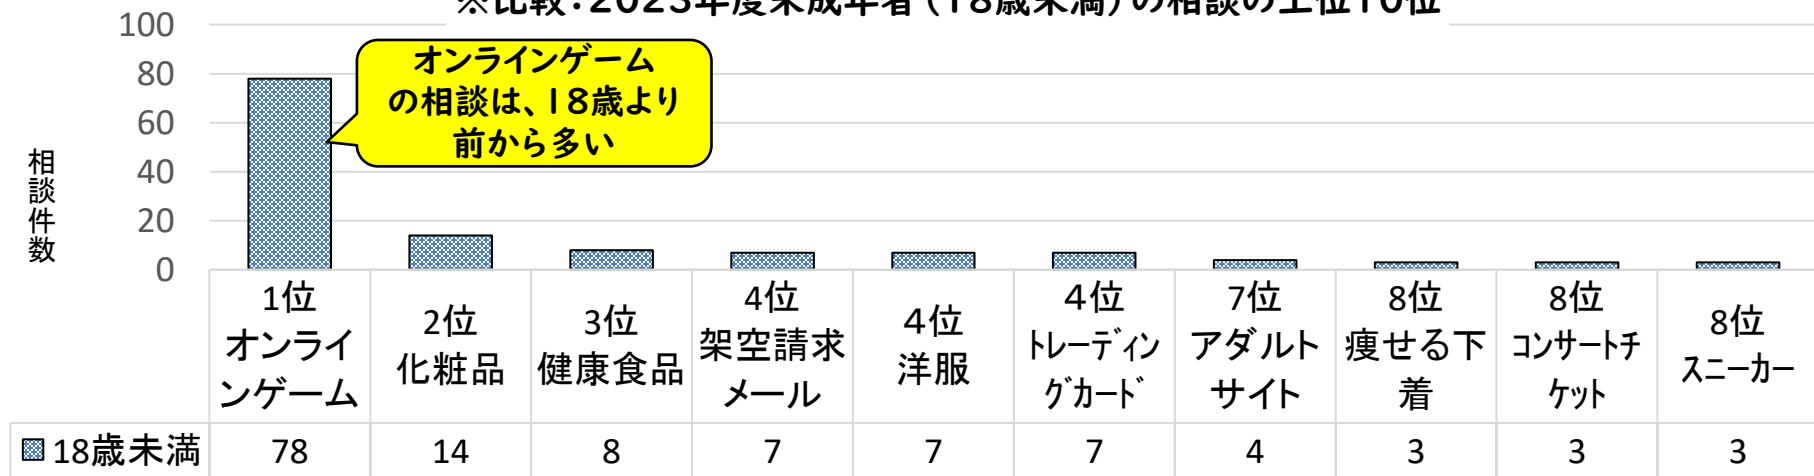 ※比較：2023年度未成年者（18歳未満）の相談の上位10位
100
80
60
40
20
0
相談件数
オンラインゲーム
の相談は、18歳より
前から多い
1位
オンライ
ンゲーム
2位
化粧品
3位
健康食品
4位
架空請求
メール
4位
洋服
4位
トレーディン
グカード
7位
アダルト
サイト
8位
痩せる下
着
8位
コンサートチ
ケット
8位
スニーカー
18歳未満 78 14 8 7 7 7 4 3 3 3